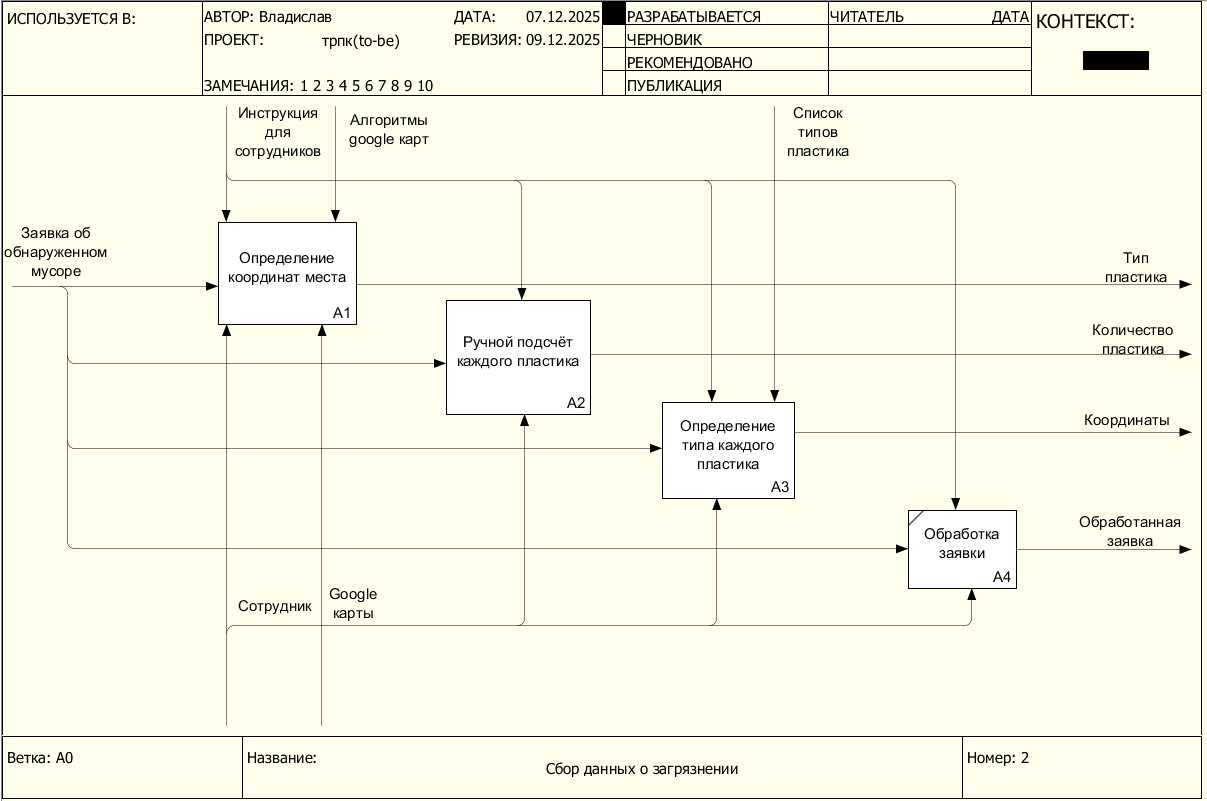 ИСПОЛЬЗУЕТСЯ В:
АВТОР: Владислав
ДАТА: 07.12.2025
ПРОЕКТ: трпк(to-be)
РЕВИЗИЯ: 09.12.2025
ЗАМЕЧАНИЯ: 1 2 3 4 5 6 7 8 9 10
РАЗРАБАТЫВАЕТСЯ
ЧЕРНОВИК
РЕКОМЕНДОВАНО
ПУБЛИКАЦИЯ
ЧИТАТЕЛЬ
ДАТА
КОНТЕКСТ:
Инструкция
для
сотрудников
Алгоритмы
google карт
Список
типов
пластика
Заявка об
обнаруженном
мусоре
Определение
координат места
A1
Тип
пластика
Ручной подсчёт
каждого пластика
A2
Количество
пластика
Определение
типа каждого
пластика
A3
Координаты
Обработка
заявки
A4
Обработанная
заявка
Сотрудник
Google
карты
Ветка: A0
Название:
Сбор данных о загрязнении
Номер: 2